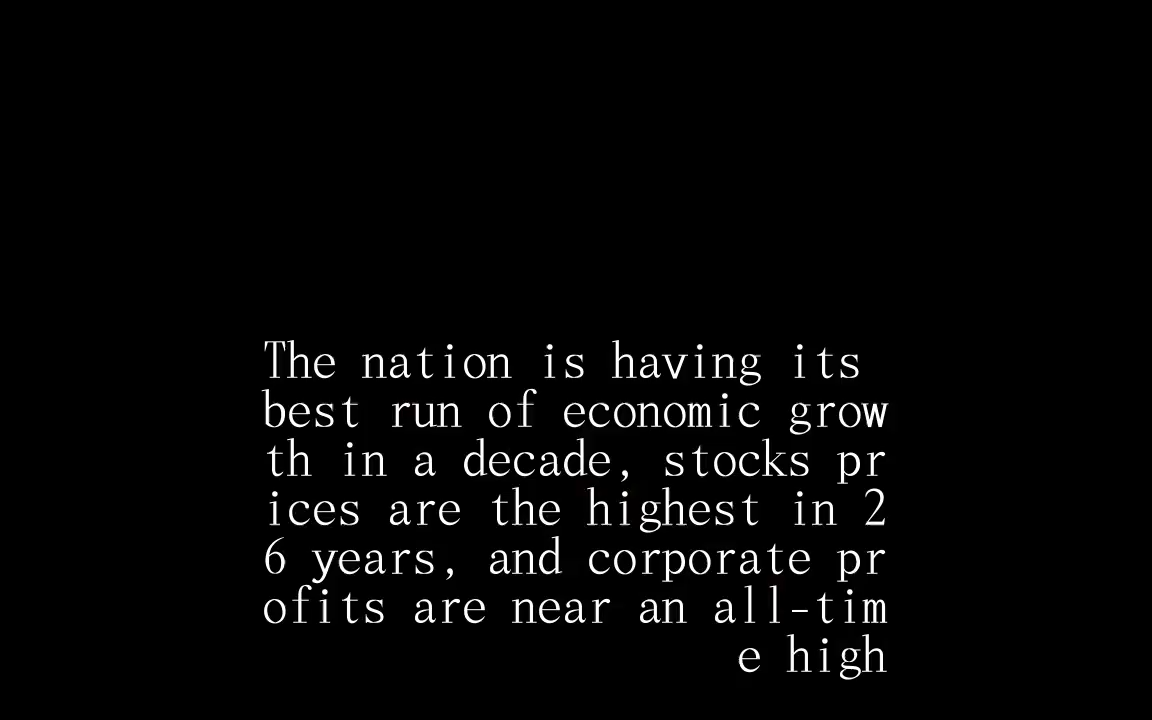 The nation is having its
best run of economic grow
th in a decade, stocks pr
ices are the highest in 2
6 years, and corporate pr
ofits are near an all-tim
e high